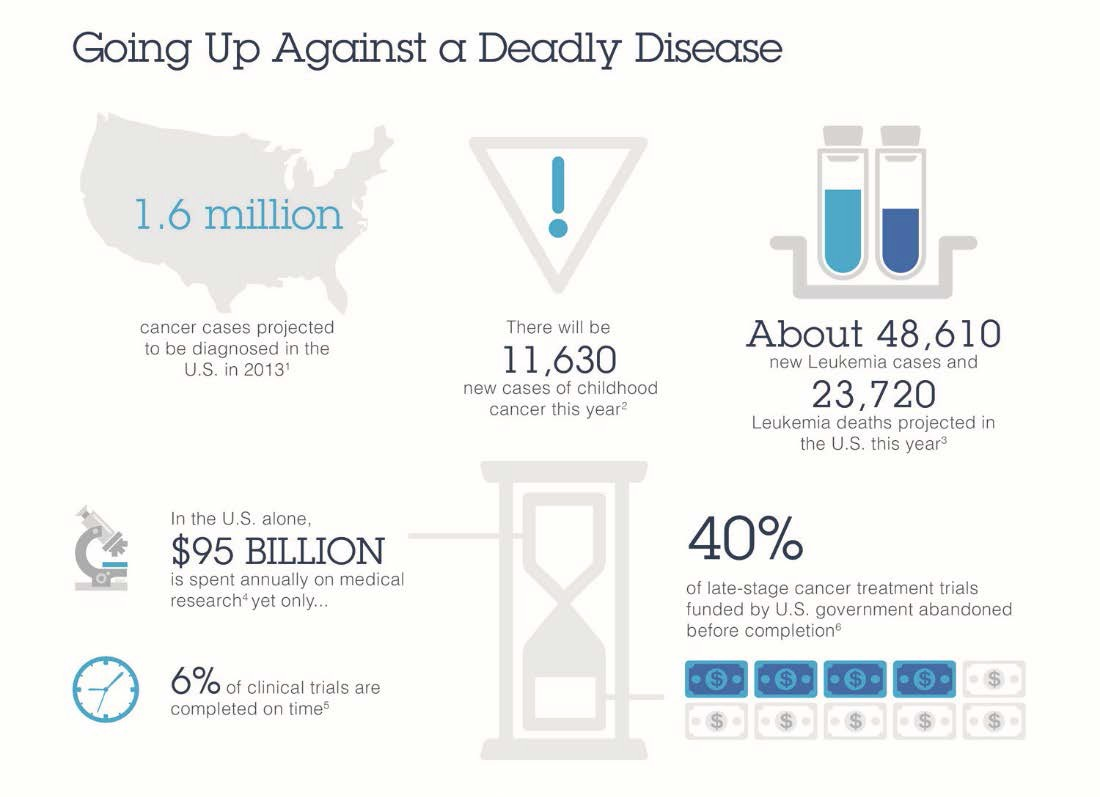 Going Up Against a Deadly Disease
1.6 million
cancer cases projected
to be diagnosed in the
U.S. in 2013¹
There will be
11,630
new cases of childhood
cancer this year²
About 48,610
new Leukemia cases and
23,720
Leukemia deaths projected in
the U.S. this year³
In the U.S. alone,
$95 BILLION
is spent annually on medical
research⁴ yet only...
6% of clinical trials are
completed on time⁵
40%
of late-stage cancer treatment trials
funded by U.S. government abandoned
before completion⁶
$ $ $ $ $
$ $ $ $ $